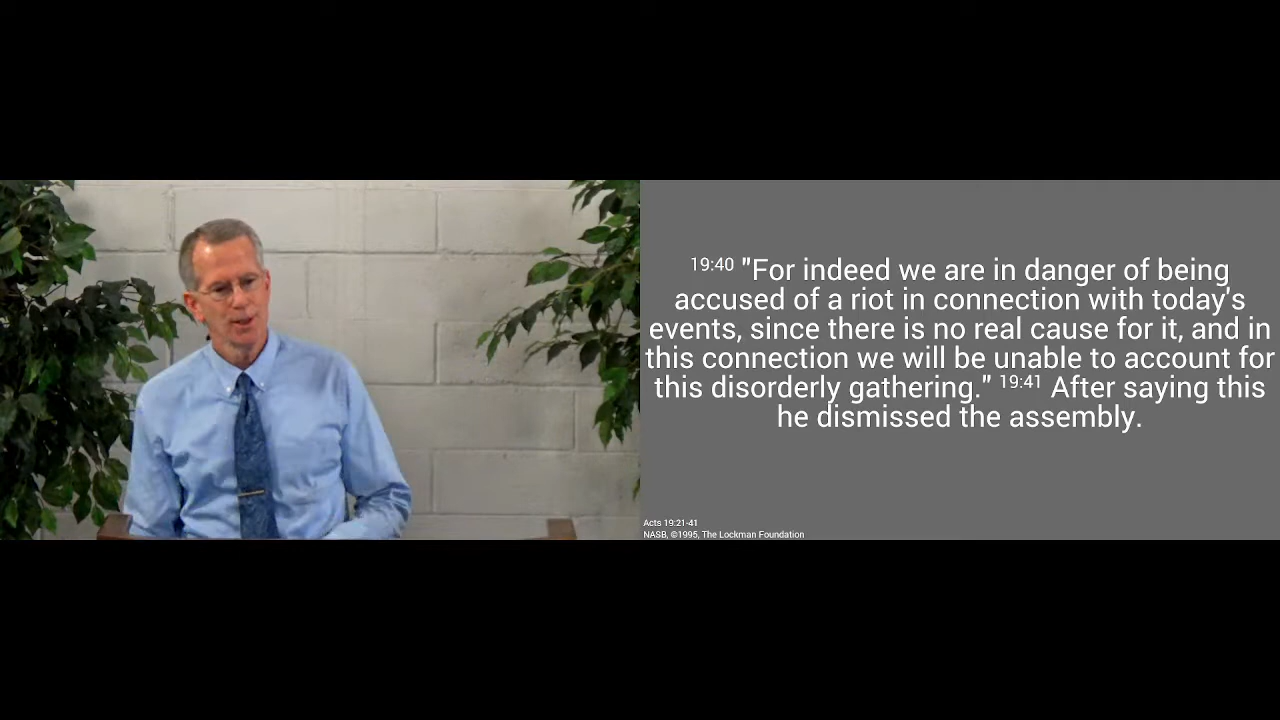 19:40 "For indeed we are in danger of being
accused of a riot in connection with today's
events, since there is no real cause for it, and in
this connection we will be unable to account for
this disorderly gathering." 19:41 After saying this
he dismissed the assembly.
Acts 19:21-41
NASB, ©1995, The Lockman Foundation